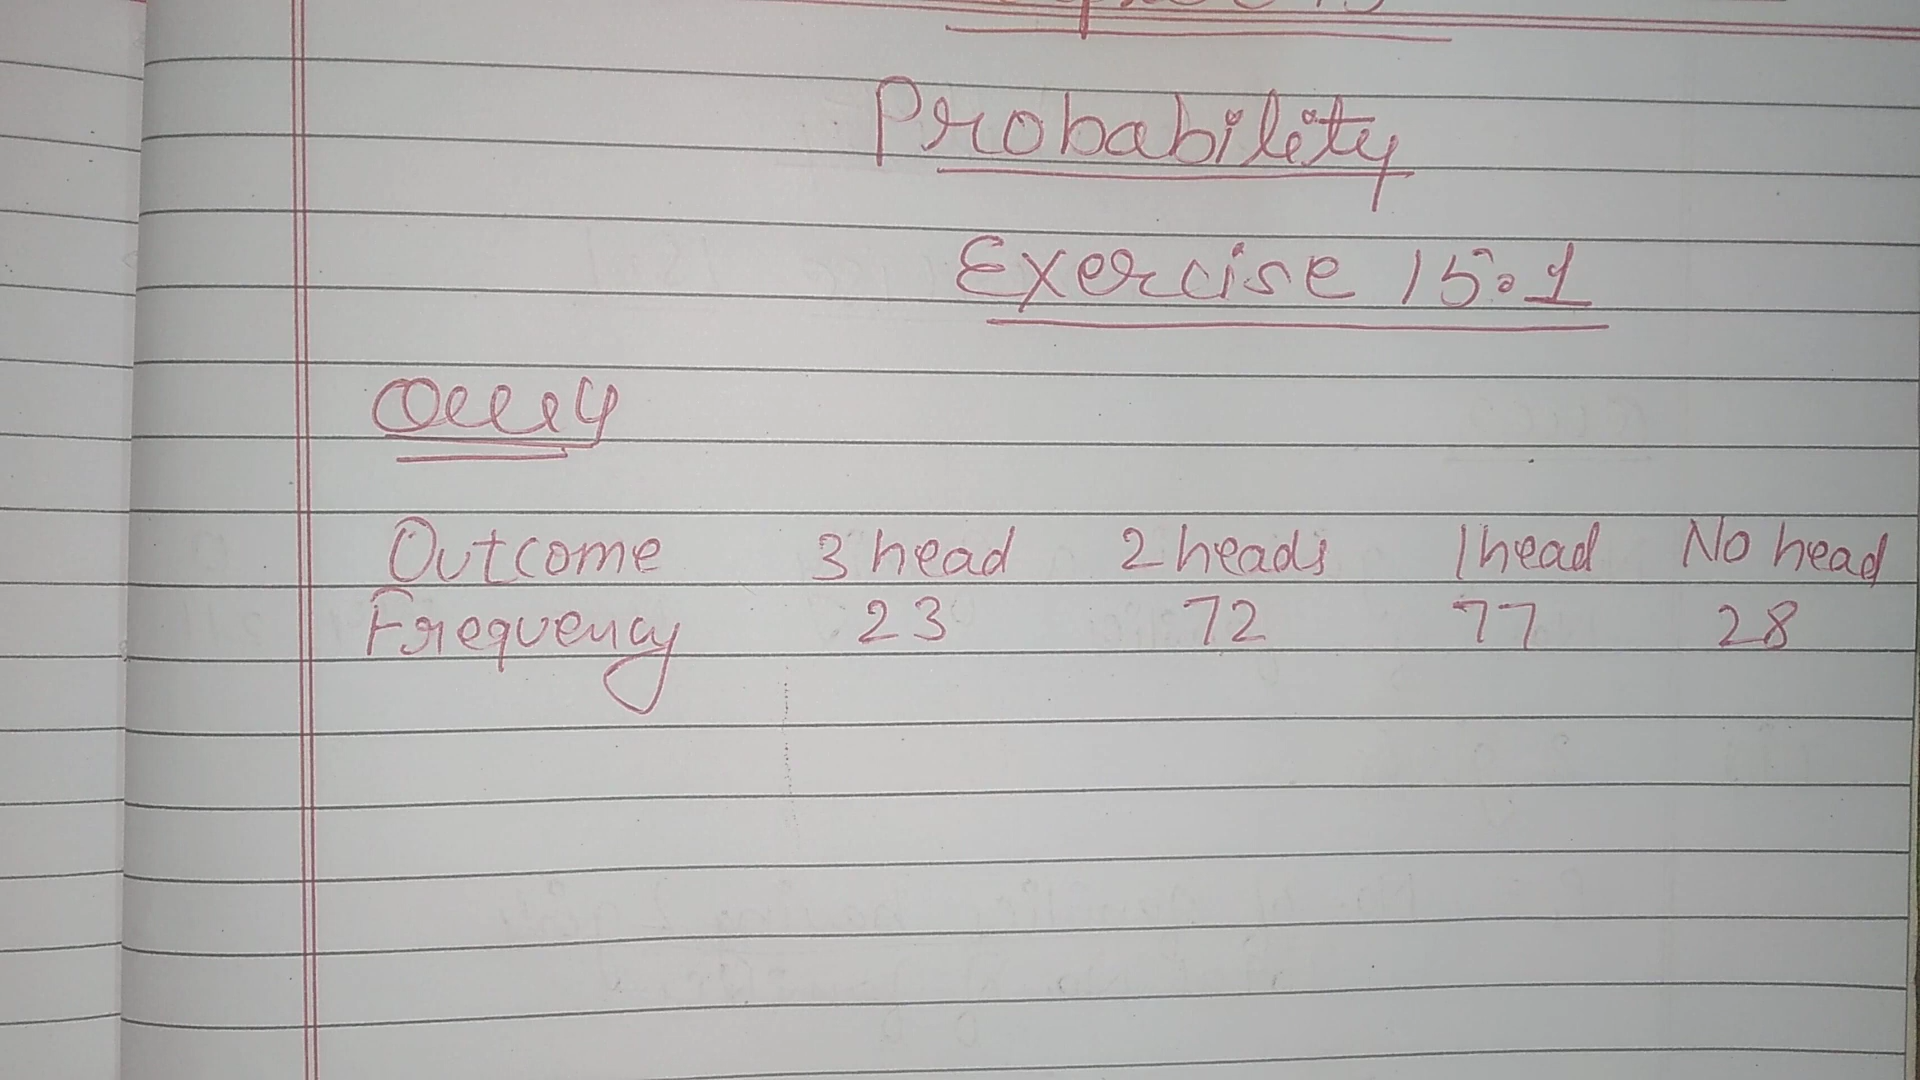 Probability
Exercise 15.1
Outcome 3 head 2 heads 1 head No head
Frequency 23 72 77 28